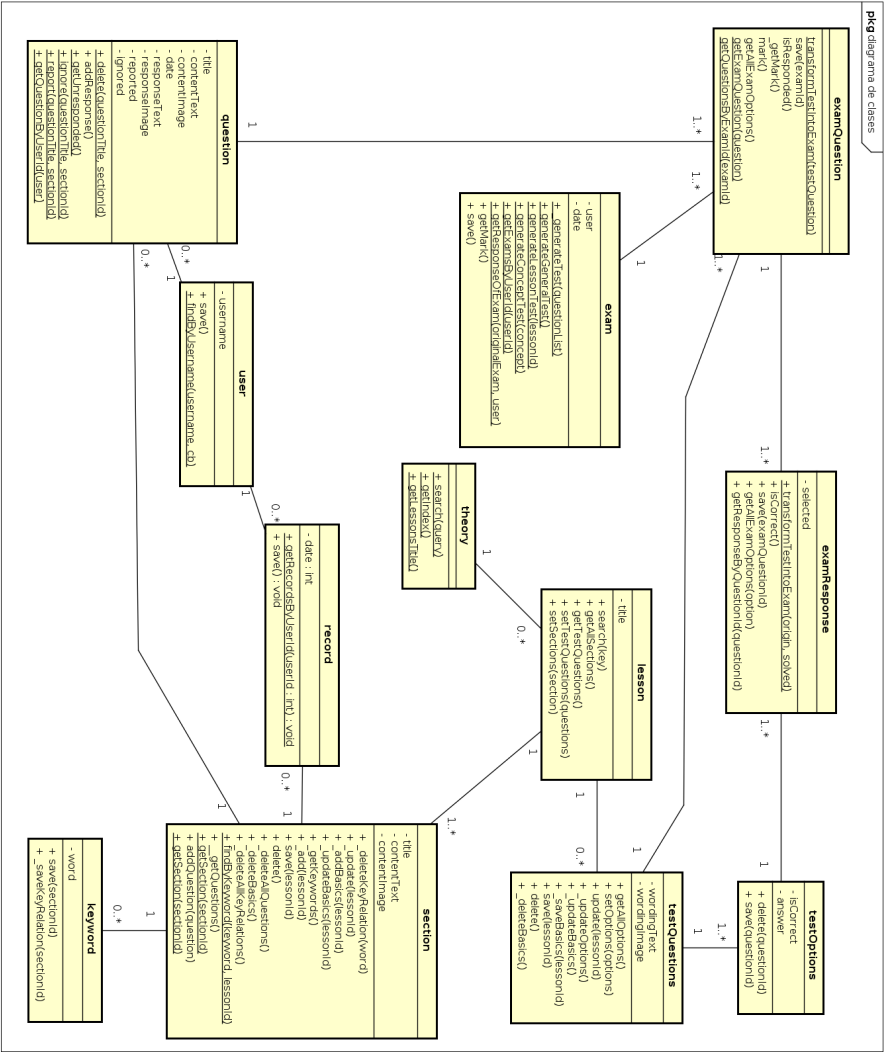 pkg diagrama de clases
examQuestion
transformTestIntoExam(testQuestion)
save(examId)
isResponded()
_getMark()
mark()
getAllExamOptions()
getExamQuestion(question)
getQuestionsByExamId(examId)
1
1..*
examResponse
- selected
+ transformTestIntoExam(origin, solved)
+ isCorrect()
+ save(examQuestionId)
+ getAllExamOptions(option)
+ getResponseByQuestionId(questionId)
1..*
1
testOptions
- isCorrect
- answer
+ delete(questionId)
+ save(questionId)
1..*
1
1..*
1..*
1..*
1
1
exam
- user
- date
+ _generateTest(questionList)
+ generateGeneralTest()
+ generateLessonTest(lessonId)
+ generateConceptTest(concept)
+ getExamsByUserId(userId)
+ getResponseOfExam(originalExam, user)
+ getMark()
+ save()
lesson
- title
+ search(key)
+ getAllSections()
+ getTestQuestions()
+ setTestQuestions(questions)
+ setSections(section)
1
0..*
testQuestions
- wordingText
- wordingImage
+ getAllOptions()
+ setOptions(options)
+ update(lessonId)
+ _updateOptions()
+ _updateBasics()
+ _saveBasics(lessonId)
+ save(lessonId)
+ delete()
+ _deleteBasics()
theory
+ search(query)
+ getIndex()
+ getLessonsTitle()
1
0..*
1
1..*
section
- title
- contentText
- contentImage
+ _deleteKeyRelation(word)
+ _update(lessonId)
+ _addBasics(lessonId)
+ _updateBasics(lessonId)
+ _getKeywords()
+ _add(lessonId)
+ save(lessonId)
+ delete()
+ _deleteAllQuestions()
+ _deleteBasics()
+ _deleteAllKeyRelations()
+ findByKeyword(keyword, lessonId)
+ _getQuestions()
+ getSection(sectionId)
+ addQuestion(question)
+ getSection(sectionId)
record
- date : int
+ getRecordsByUserId(userId : int) : void
+ save() : void
0..*
1
0..*
1
user
- username
+ save()
+ findByUsername(username, cb)
1
question
- title
- contentText
- contentImage
- date
- responseText
- responseImage
- reported
- ignored
+ delete(questionTitle, sectionId)
+ addResponse()
+ getUnresponded()
+ ignore(questionTitle, sectionId)
+ report(questionTitle, sectionId)
+ getQuestionByUserId(user)
0..*
1
0..*
1
1
0..*
keyword
- word
+ save(sectionId)
+ _saveKeyRelation(sectionId)